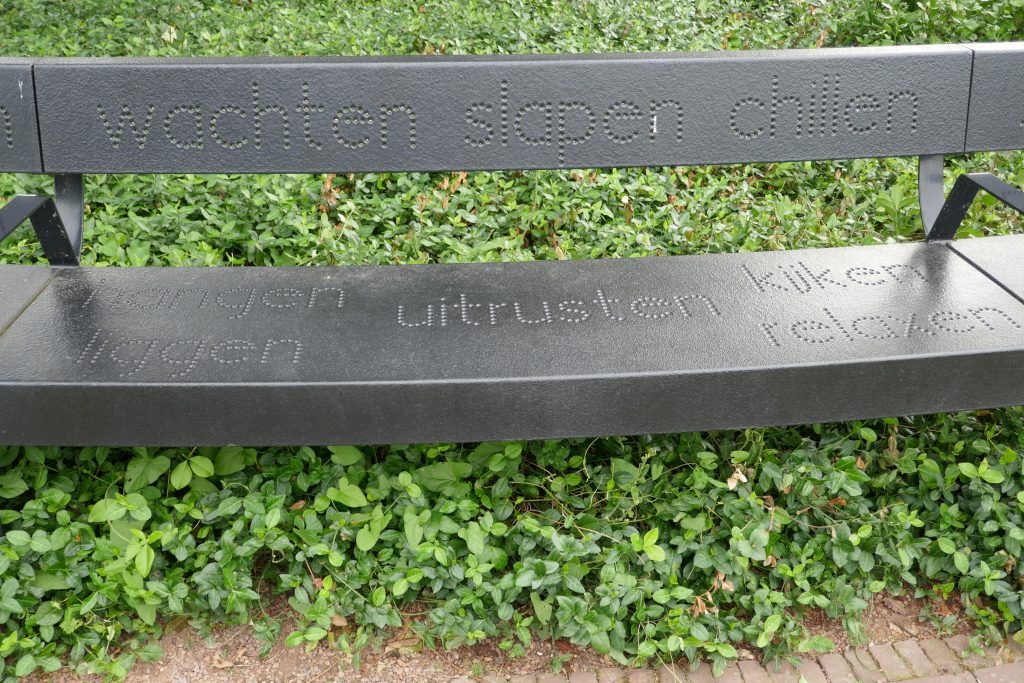 wachten slapen chillen
hangen uitrusten kijken
liggen relaxen